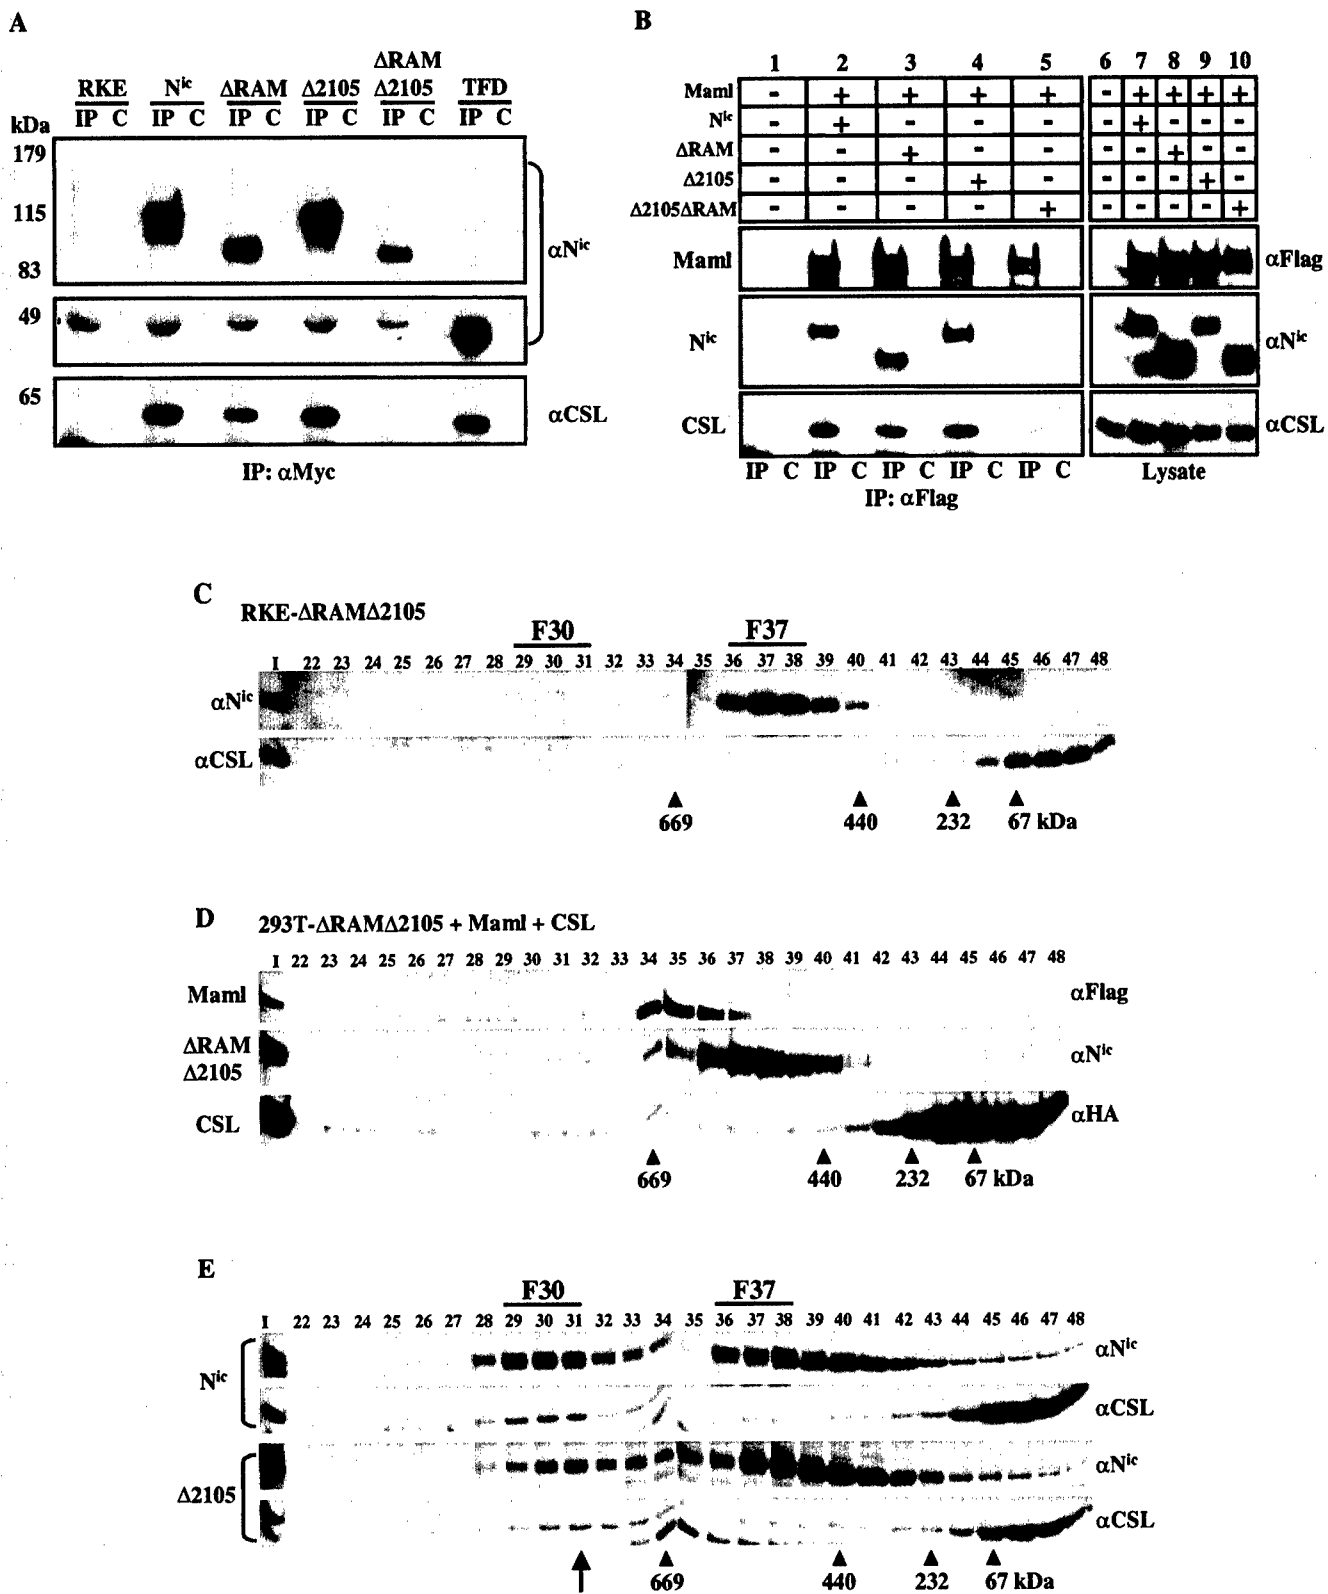 A
RKE N^ic ΔRAM Δ2105 ΔRAM Δ2105 TFD
IP C IP C IP C IP C IP C IP C
kDa
179
115
83
αN^ic
49
65
αCSL
IP: αMyc
B
1 2 3 4 5 6 7 8 9 10
Maml - + + + + - + + + +
N^ic - + - - - - + - - -
ΔRAM - - + - - - - + - -
Δ2105 - - - + - - - - + -
Δ2105ΔRAM - - - - + - - - - +
Maml αFlag
N^ic αN^ic
CSL αCSL
IP C IP C IP C IP C IP C Lysate
IP: αFlag
C
RKE-ΔRAMΔ2105
F30 F37
I 22 23 24 25 26 27 28 29 30 31 32 33 34 35 36 37 38 39 40 41 42 43 44 45 46 47 48
αN^ic
αCSL
669 440 232 67 kDa
D
293T-ΔRAMΔ2105 + Maml + CSL
I 22 23 24 25 26 27 28 29 30 31 32 33 34 35 36 37 38 39 40 41 42 43 44 45 46 47 48
Maml αFlag
ΔRAM
Δ2105 αN^ic
CSL αHA
669 440 232 67 kDa
E
F30 F37
I 22 23 24 25 26 27 28 29 30 31 32 33 34 35 36 37 38 39 40 41 42 43 44 45 46 47 48
αN^ic
N^ic
αCSL
αN^ic
Δ2105
αCSL
669 440 232 67 kDa